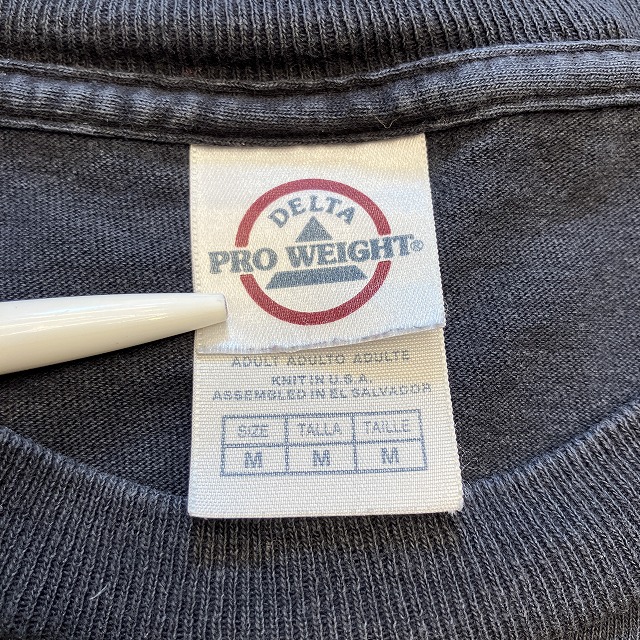 DELTA
PRO WEIGHT®
ADULT ADULTO ADULTE
KNIT IN U.S.A.
ASSEMBLED IN EL SALVADOR
SIZE TALLA TAILLE
M M M